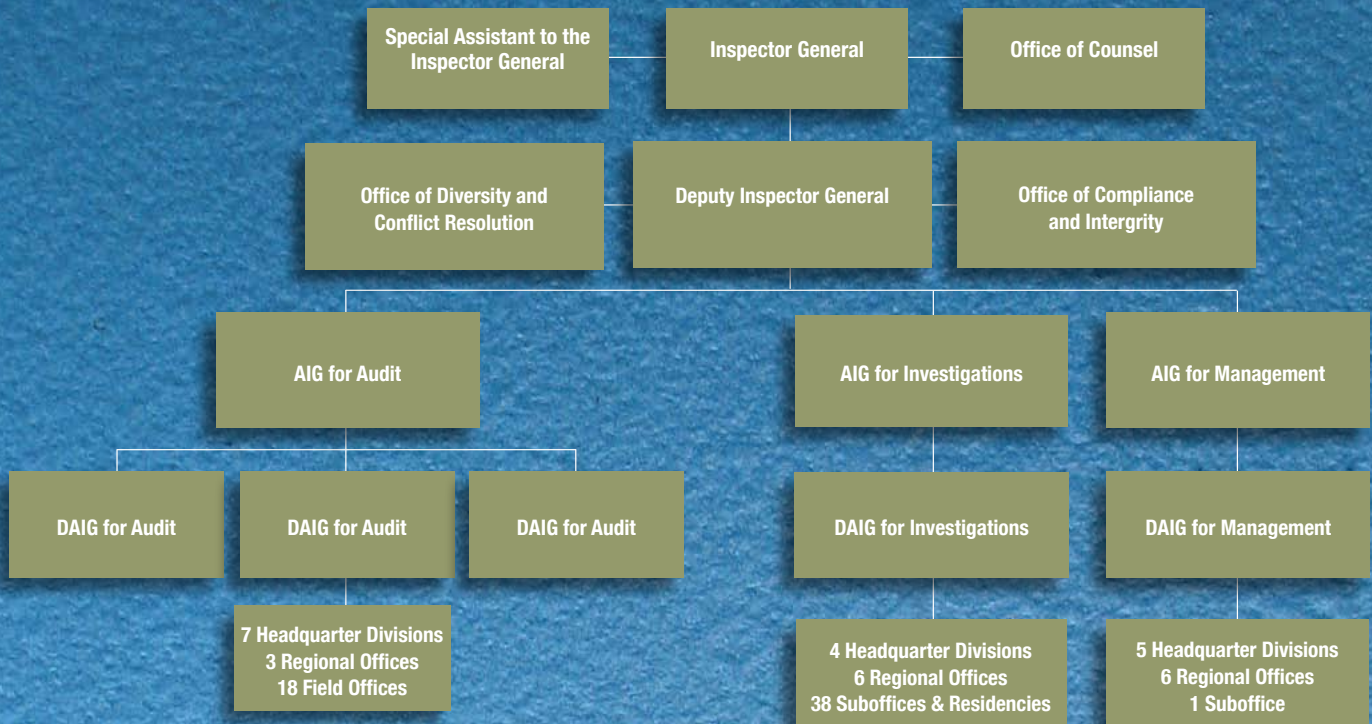 Special Assistant to the
Inspector General
Inspector General
Office of Counsel
Office of Diversity and
Conflict Resolution
Deputy Inspector General
Office of Compliance
and Intergrity
AIG for Audit
AIG for Investigations
AIG for Management
DAIG for Audit
DAIG for Audit
DAIG for Audit
DAIG for Investigations
DAIG for Management
7 Headquarter Divisions
3 Regional Offices
18 Field Offices
4 Headquarter Divisions
6 Regional Offices
38 Suboffices & Residencies
5 Headquarter Divisions
6 Regional Offices
1 Suboffice